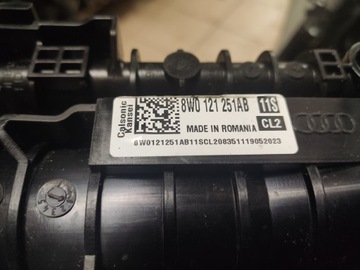 Calsonic
Kansei
8W0 121 251AB
11S
MADE IN ROMANIA
CL2
8W0121251AB11SCL208351119052023